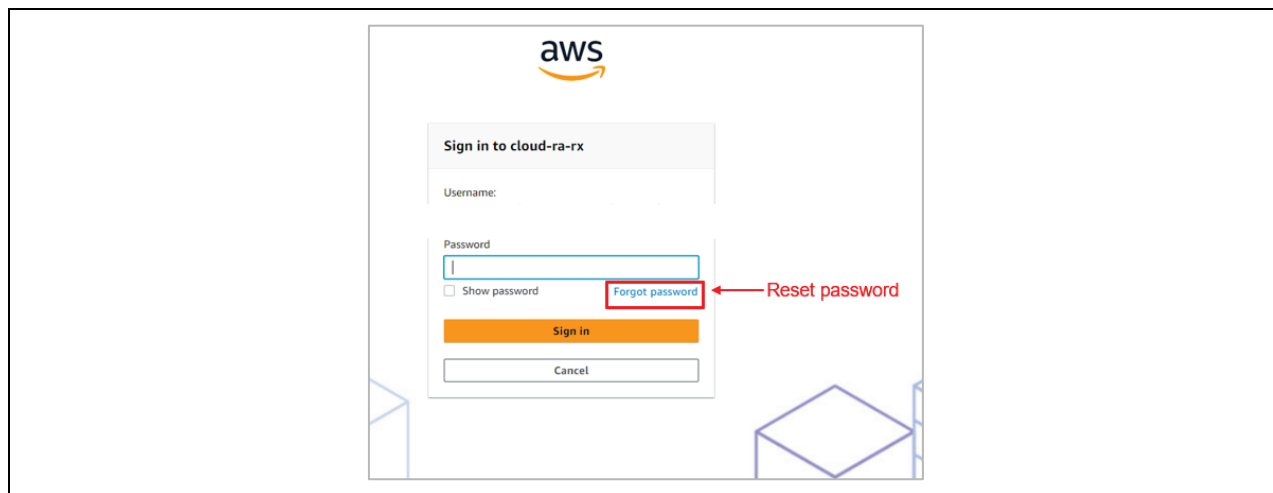 aws
Sign in to cloud-ra-rx
Username:
Password
Show password
Forgot password
Reset password
Sign in
Cancel